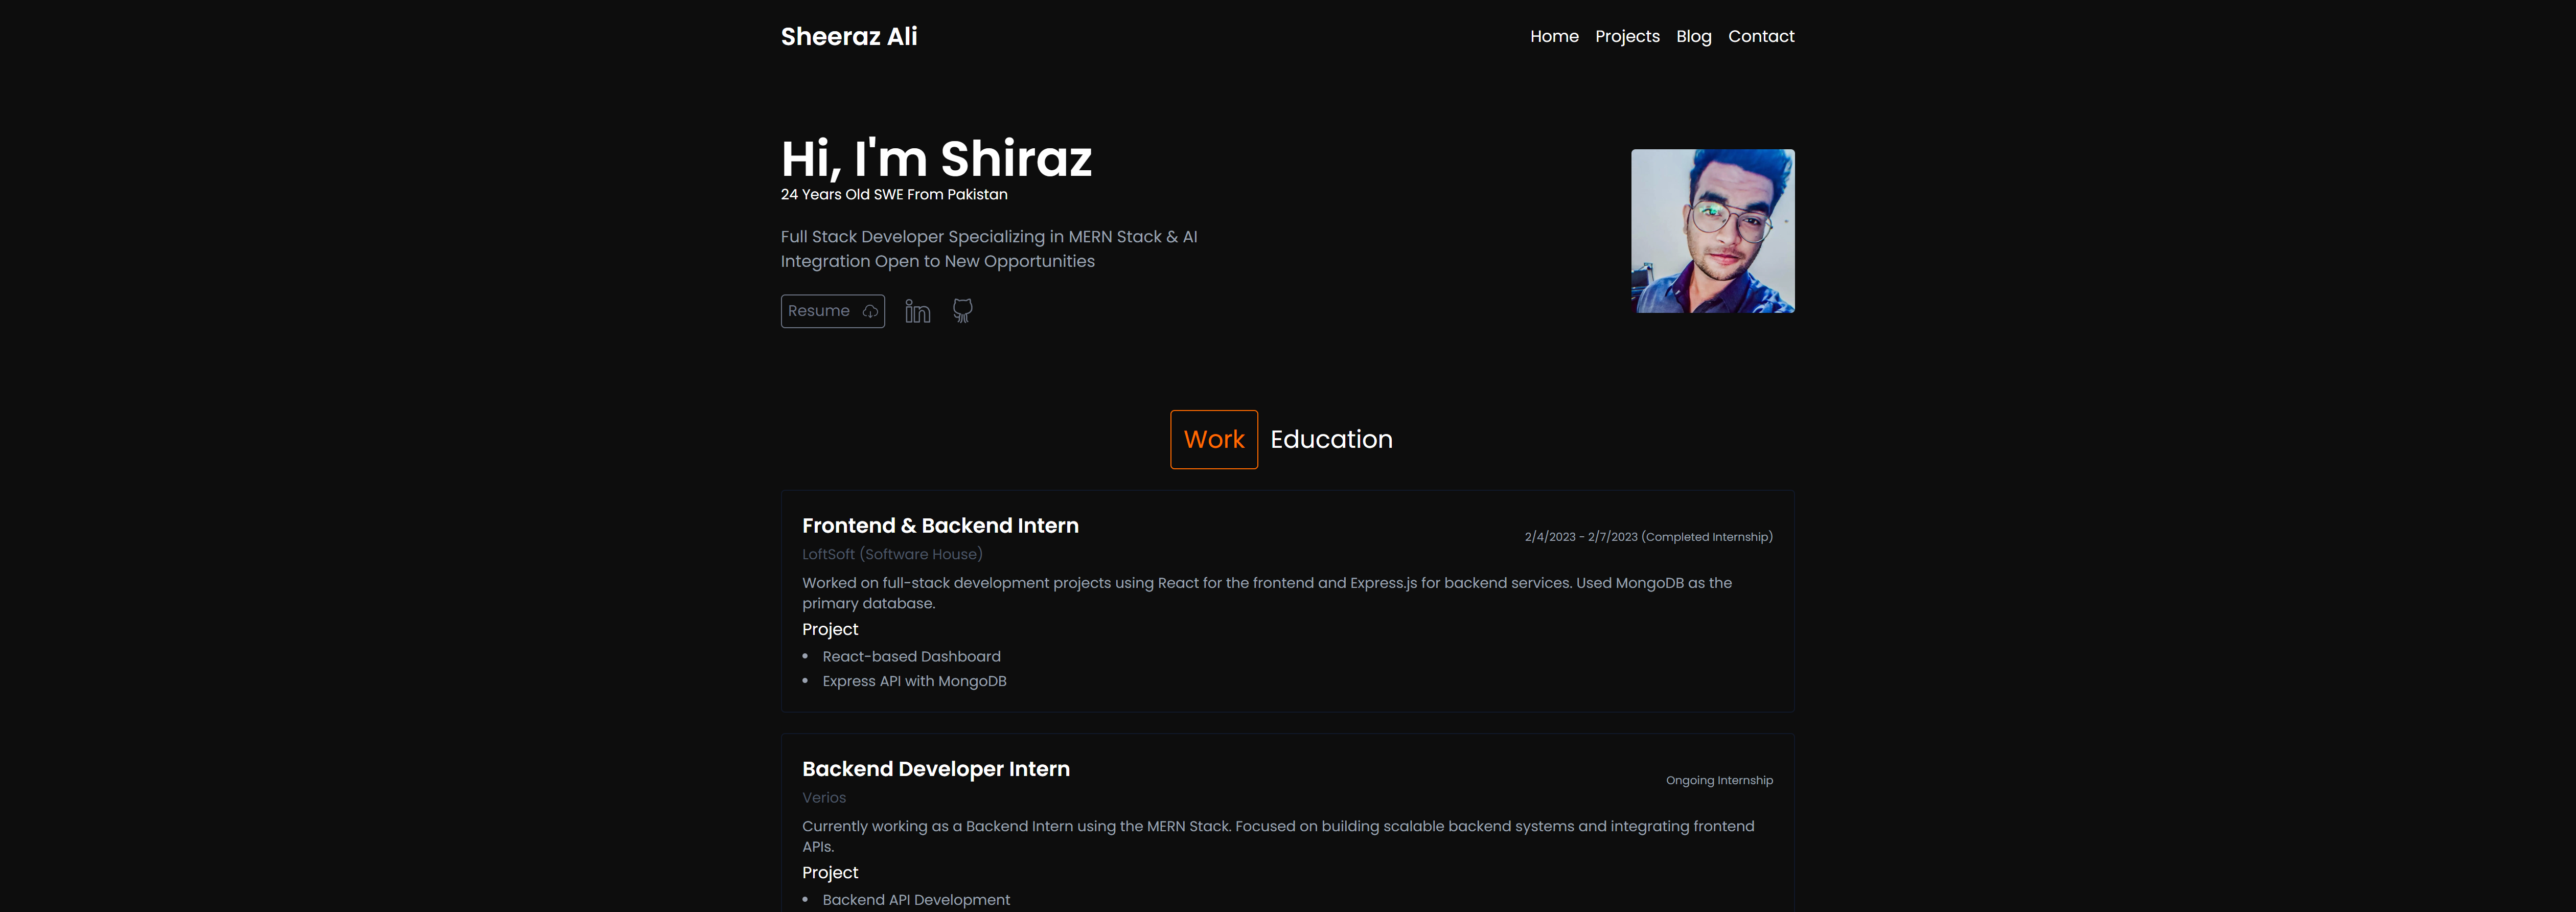 Sheeraz Ali
Home Projects Blog Contact
Hi, I'm Shiraz
24 Years Old SWE From Pakistan
Full Stack Developer Specializing in MERN Stack & AI
Integration Open to New Opportunities
Resume
in
Work Education
Frontend & Backend Intern
2/4/2023 - 2/7/2023 (Completed Internship)
LoftSoft (Software House)
Worked on full-stack development projects using React for the frontend and Express.js for backend services. Used MongoDB as the
primary database.
Project
• React-based Dashboard
• Express API with MongoDB
Backend Developer Intern
Ongoing Internship
Verios
Currently working as a Backend Intern using the MERN Stack. Focused on building scalable backend systems and integrating frontend
APIs.
Project
• Backend API Development